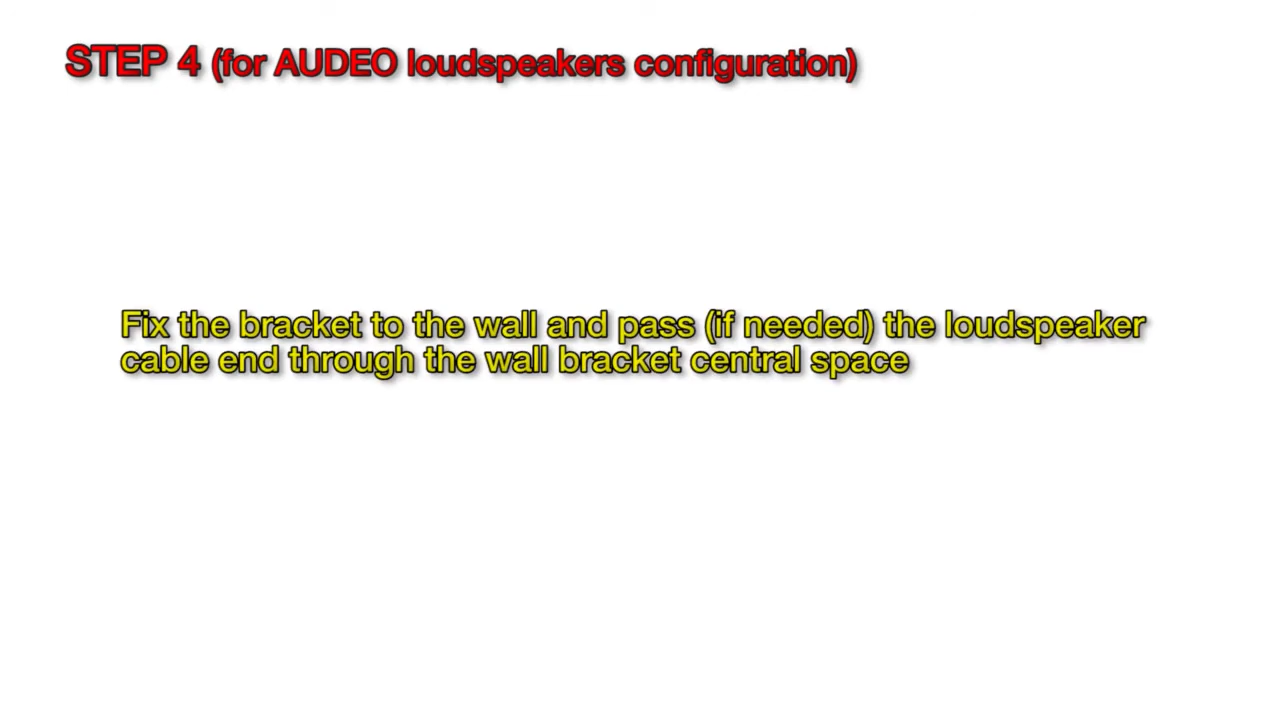 STEP 4 (for AUDEO loudspeakers configuration)
Fix the bracket to the wall and pass (if needed) the loudspeaker
cable end through the wall bracket central space